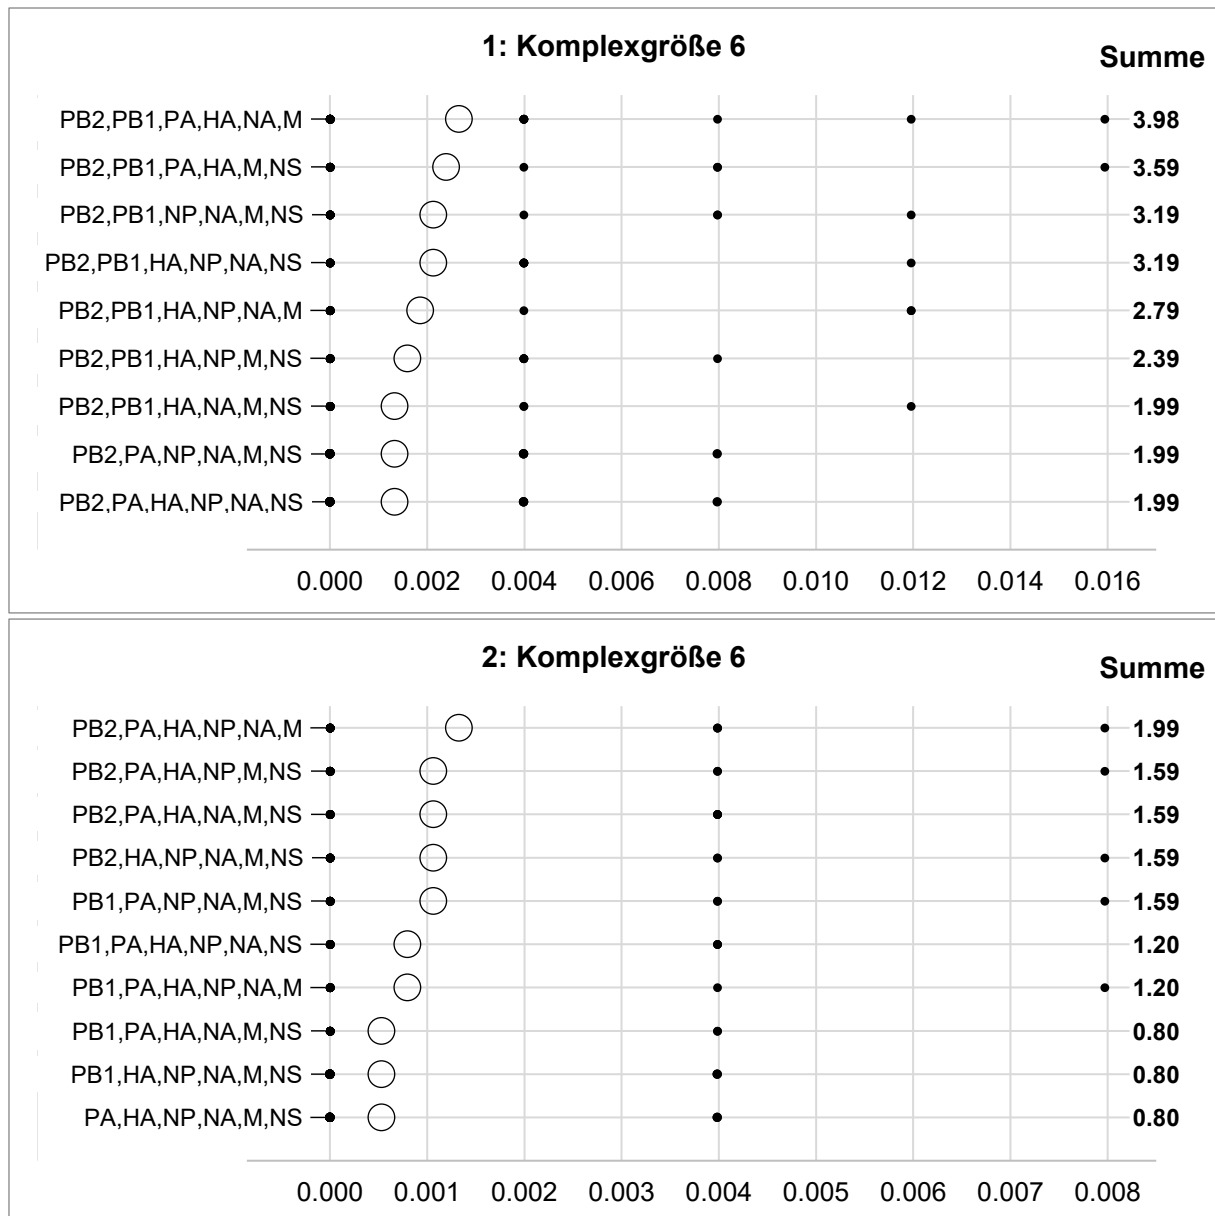 1: Komplexgröße 6
Summe
PB2,PB1,PA,HA,NA,M 3.98
PB2,PB1,PA,HA,M,NS 3.59
PB2,PB1,NP,NA,M,NS 3.19
PB2,PB1,HA,NP,NA,NS 3.19
PB2,PB1,HA,NP,NA,M 2.79
PB2,PB1,HA,NP,M,NS 2.39
PB2,PB1,HA,NA,M,NS 1.99
PB2,PA,NP,NA,M,NS 1.99
PB2,PA,HA,NP,NA,NS 1.99
0.000 0.002 0.004 0.006 0.008 0.010 0.012 0.014 0.016
2: Komplexgröße 6
Summe
PB2,PA,HA,NP,NA,M 1.99
PB2,PA,HA,NP,M,NS 1.59
PB2,PA,HA,NA,M,NS 1.59
PB2,HA,NP,NA,M,NS 1.59
PB1,PA,NP,NA,M,NS 1.59
PB1,PA,HA,NP,NA,NS 1.20
PB1,PA,HA,NP,NA,M 1.20
PB1,PA,HA,NA,M,NS 0.80
PB1,HA,NP,NA,M,NS 0.80
PA,HA,NP,NA,M,NS 0.80
0.000 0.001 0.002 0.003 0.004 0.005 0.006 0.007 0.008